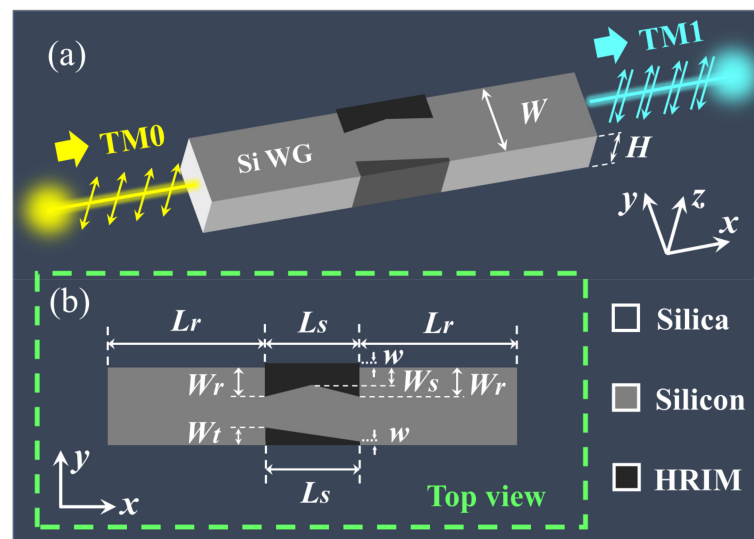 (a)
TM1
TM0
Si WG
W
H
y
z
x
(b)
Lr
Ls
Lr
w
Wr
Ws
Wr
Wt
w
Ls
y
x
Top view
Silica
Silicon
HRIM